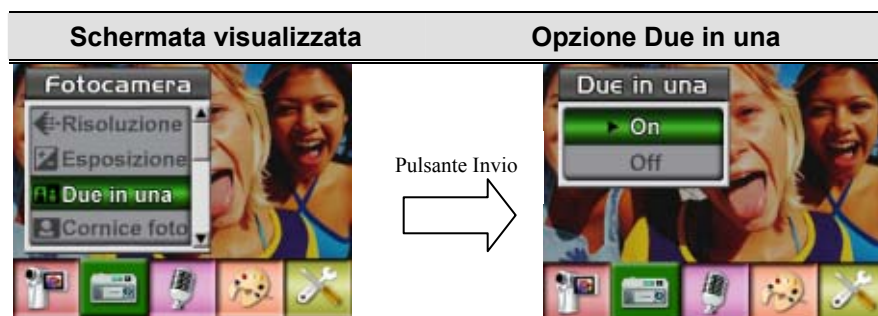 Schermata visualizzata
Opzione Due in una
Fotocamera
Risoluzione
Esposizione
Due in una
Cornice foto
Pulsante Invio
Due in una
On
Off